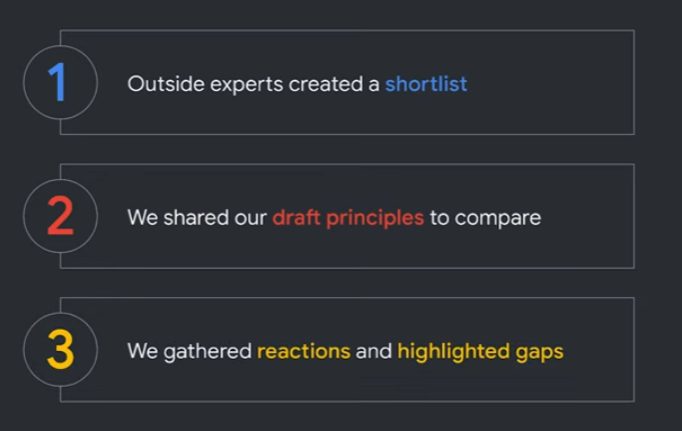 1
Outside experts created a shortlist
2
We shared our draft principles to compare
3
We gathered reactions and highlighted gaps